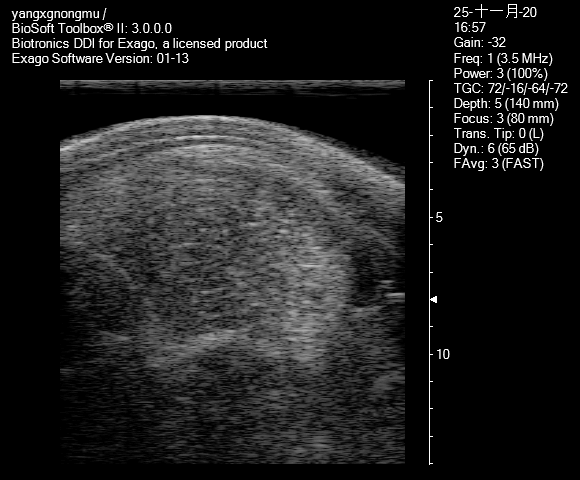 yangxgnongmu /
BioSoft Toolbox® II: 3.0.0.0
Biotronics DDI for Exago, a licensed product
Exago Software Version: 01-13
25-十一月-20
16:57
Gain: -32
Freq: 1 (3.5 MHz)
Power: 3 (100%)
TGC: 72/-16/-64/-72
Depth: 5 (140 mm)
Focus: 3 (80 mm)
Trans. Tip: 0 (L)
Dyn.: 6 (65 dB)
FAvg: 3 (FAST)
5
10